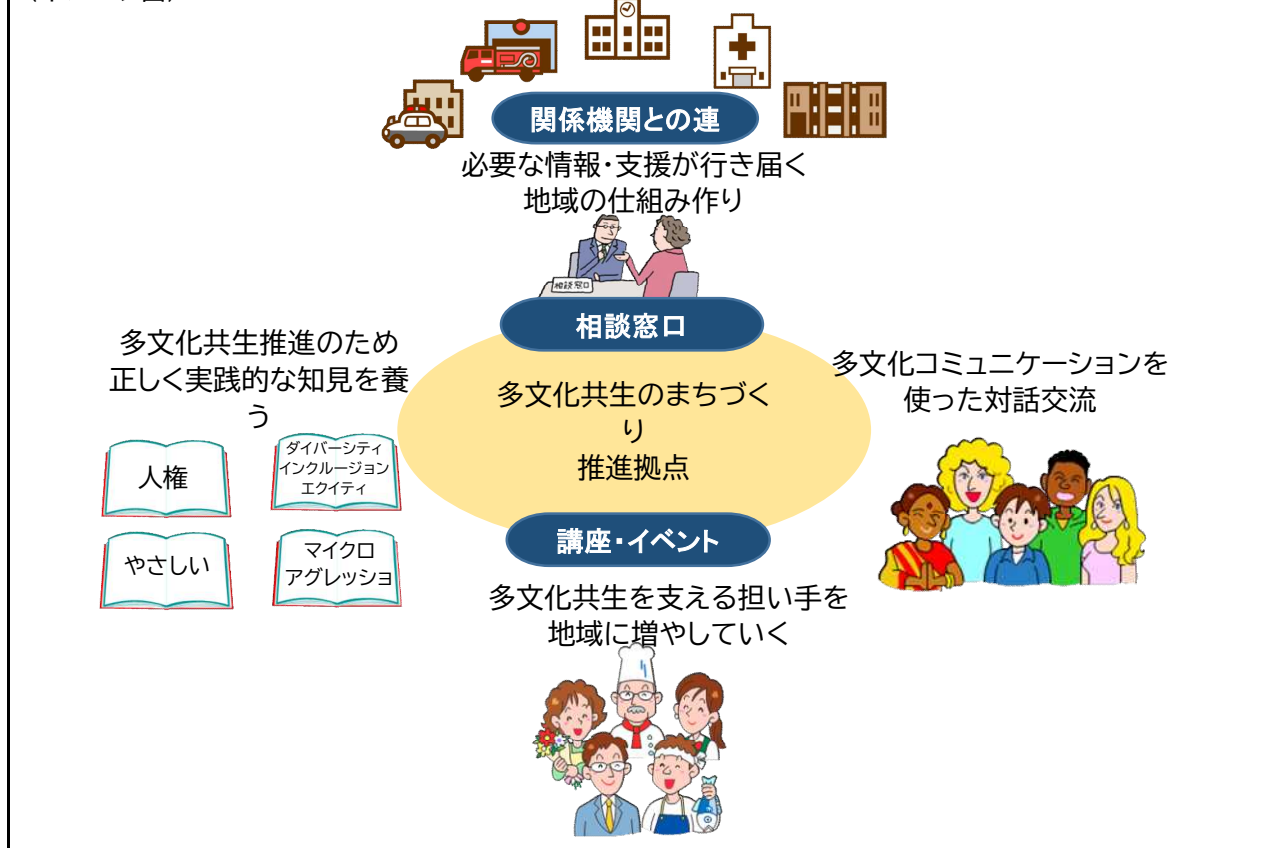 関係機関との連
必要な情報・支援が行き届く
地域の仕組み作り
相談窓口
相談窓口
多文化共生推進のため
正しく実践的な知見を養
う
人権
ダイバーシティ
インクルージョン
エクイティ
やさしい
マイクロ
アグレッショ
多文化共生のまちづく
り
推進拠点
多文化コミュニケーションを
使った対話交流
講座・イベント
多文化共生を支える担い手を
地域に増やしていく